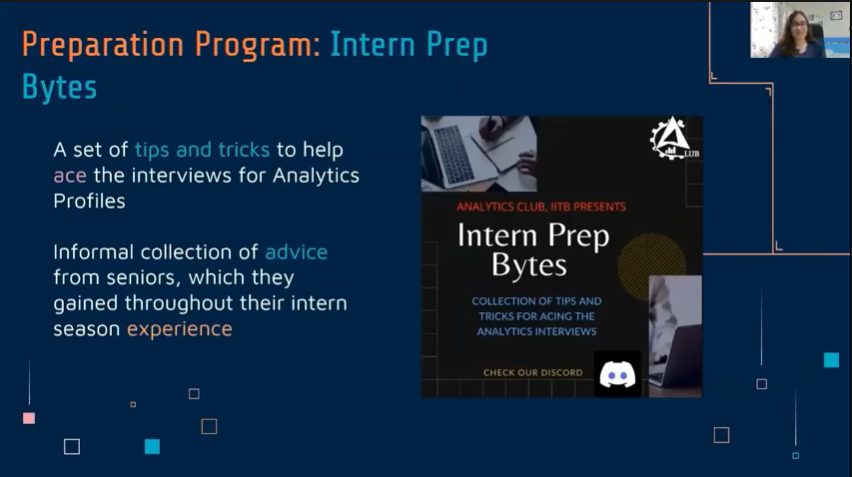 Preparation Program: Intern Prep
Bytes
A set of tips and tricks to help
ace the interviews for Analytics
Profiles
Informal collection of advice
from seniors, which they
gained throughout their intern
season experience
LUB
ANALYTICS CLUB, IITB PRESENTS
Intern Prep
Bytes
COLLECTION OF TIPS AND
TRICKS FOR ACING THE
ANALYTICS INTERVIEWS
CHECK OUR DISCORD